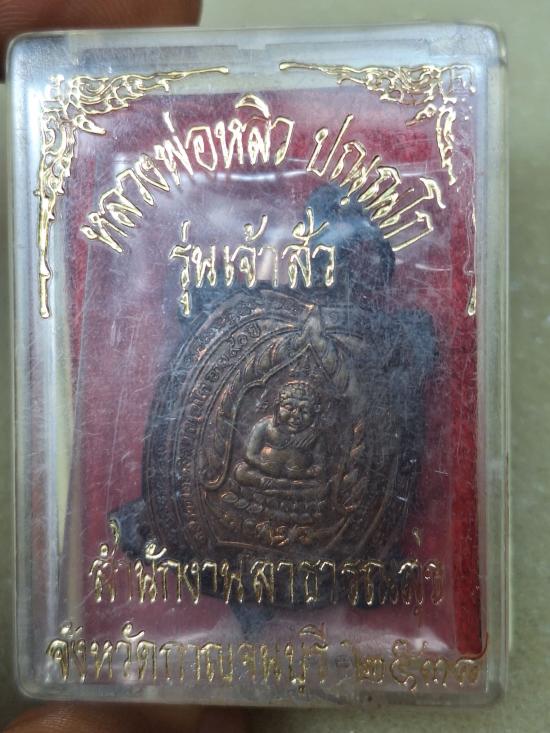 หลวงพ่อหลิว ปณฺณโก
รุ่นเจ้าสัว
สำนักงานสาธารณสุข
จังหวัดกาญจนบุรี ๒๕๓๘